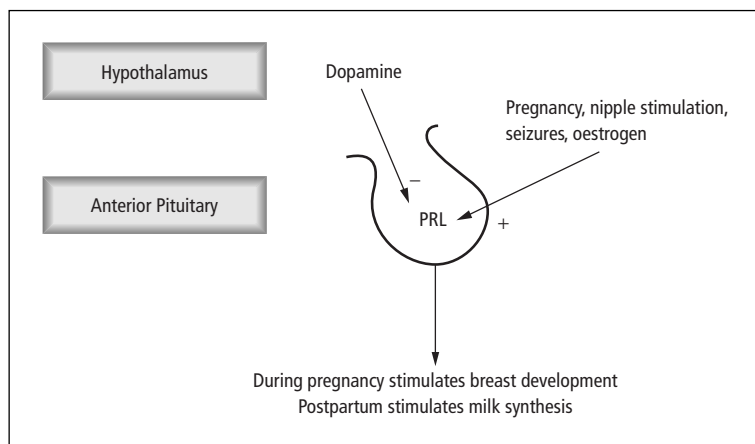 Hypothalamus
Dopamine
Pregnancy, nipple stimulation,
seizures, oestrogen
Anterior Pituitary
–
PRL
+
During pregnancy stimulates breast development
Postpartum stimulates milk synthesis